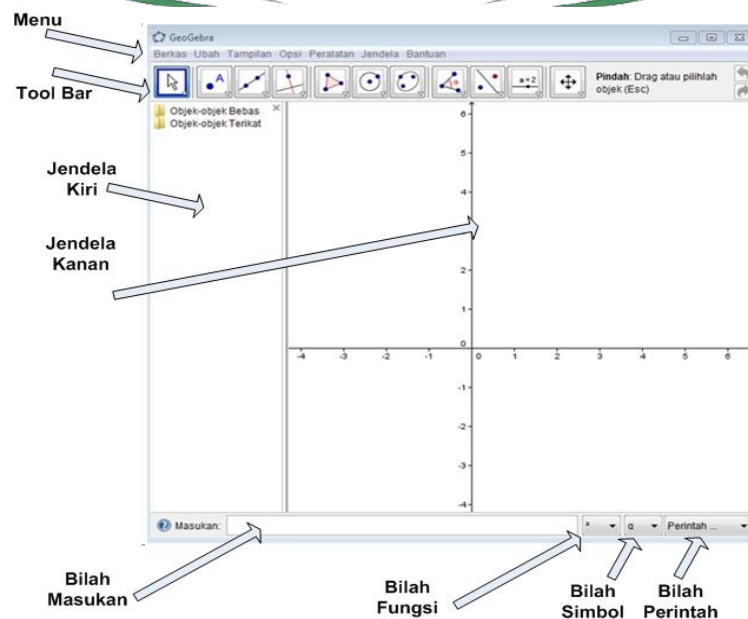 Menu
GeoGebra
Berkas Ubah Tampilan Opsi Peralatan Jendela Bantuan
Tool Bar
A
a=2
Pindah: Drag atau pilihlah
objek (Esc)
Objek-objek Bebas
Objek-objek Terikat
Jendela
Kiri
Jendela
Kanan
6
5
4
2
1
0
-4 -3 -2 -1 0 1 2 3 4 5 6
-1
-2
-3
-4
Masukan:
² α Perintah ...
Bilah
Masukan
Bilah
Fungsi
Bilah
Simbol
Bilah
Perintah